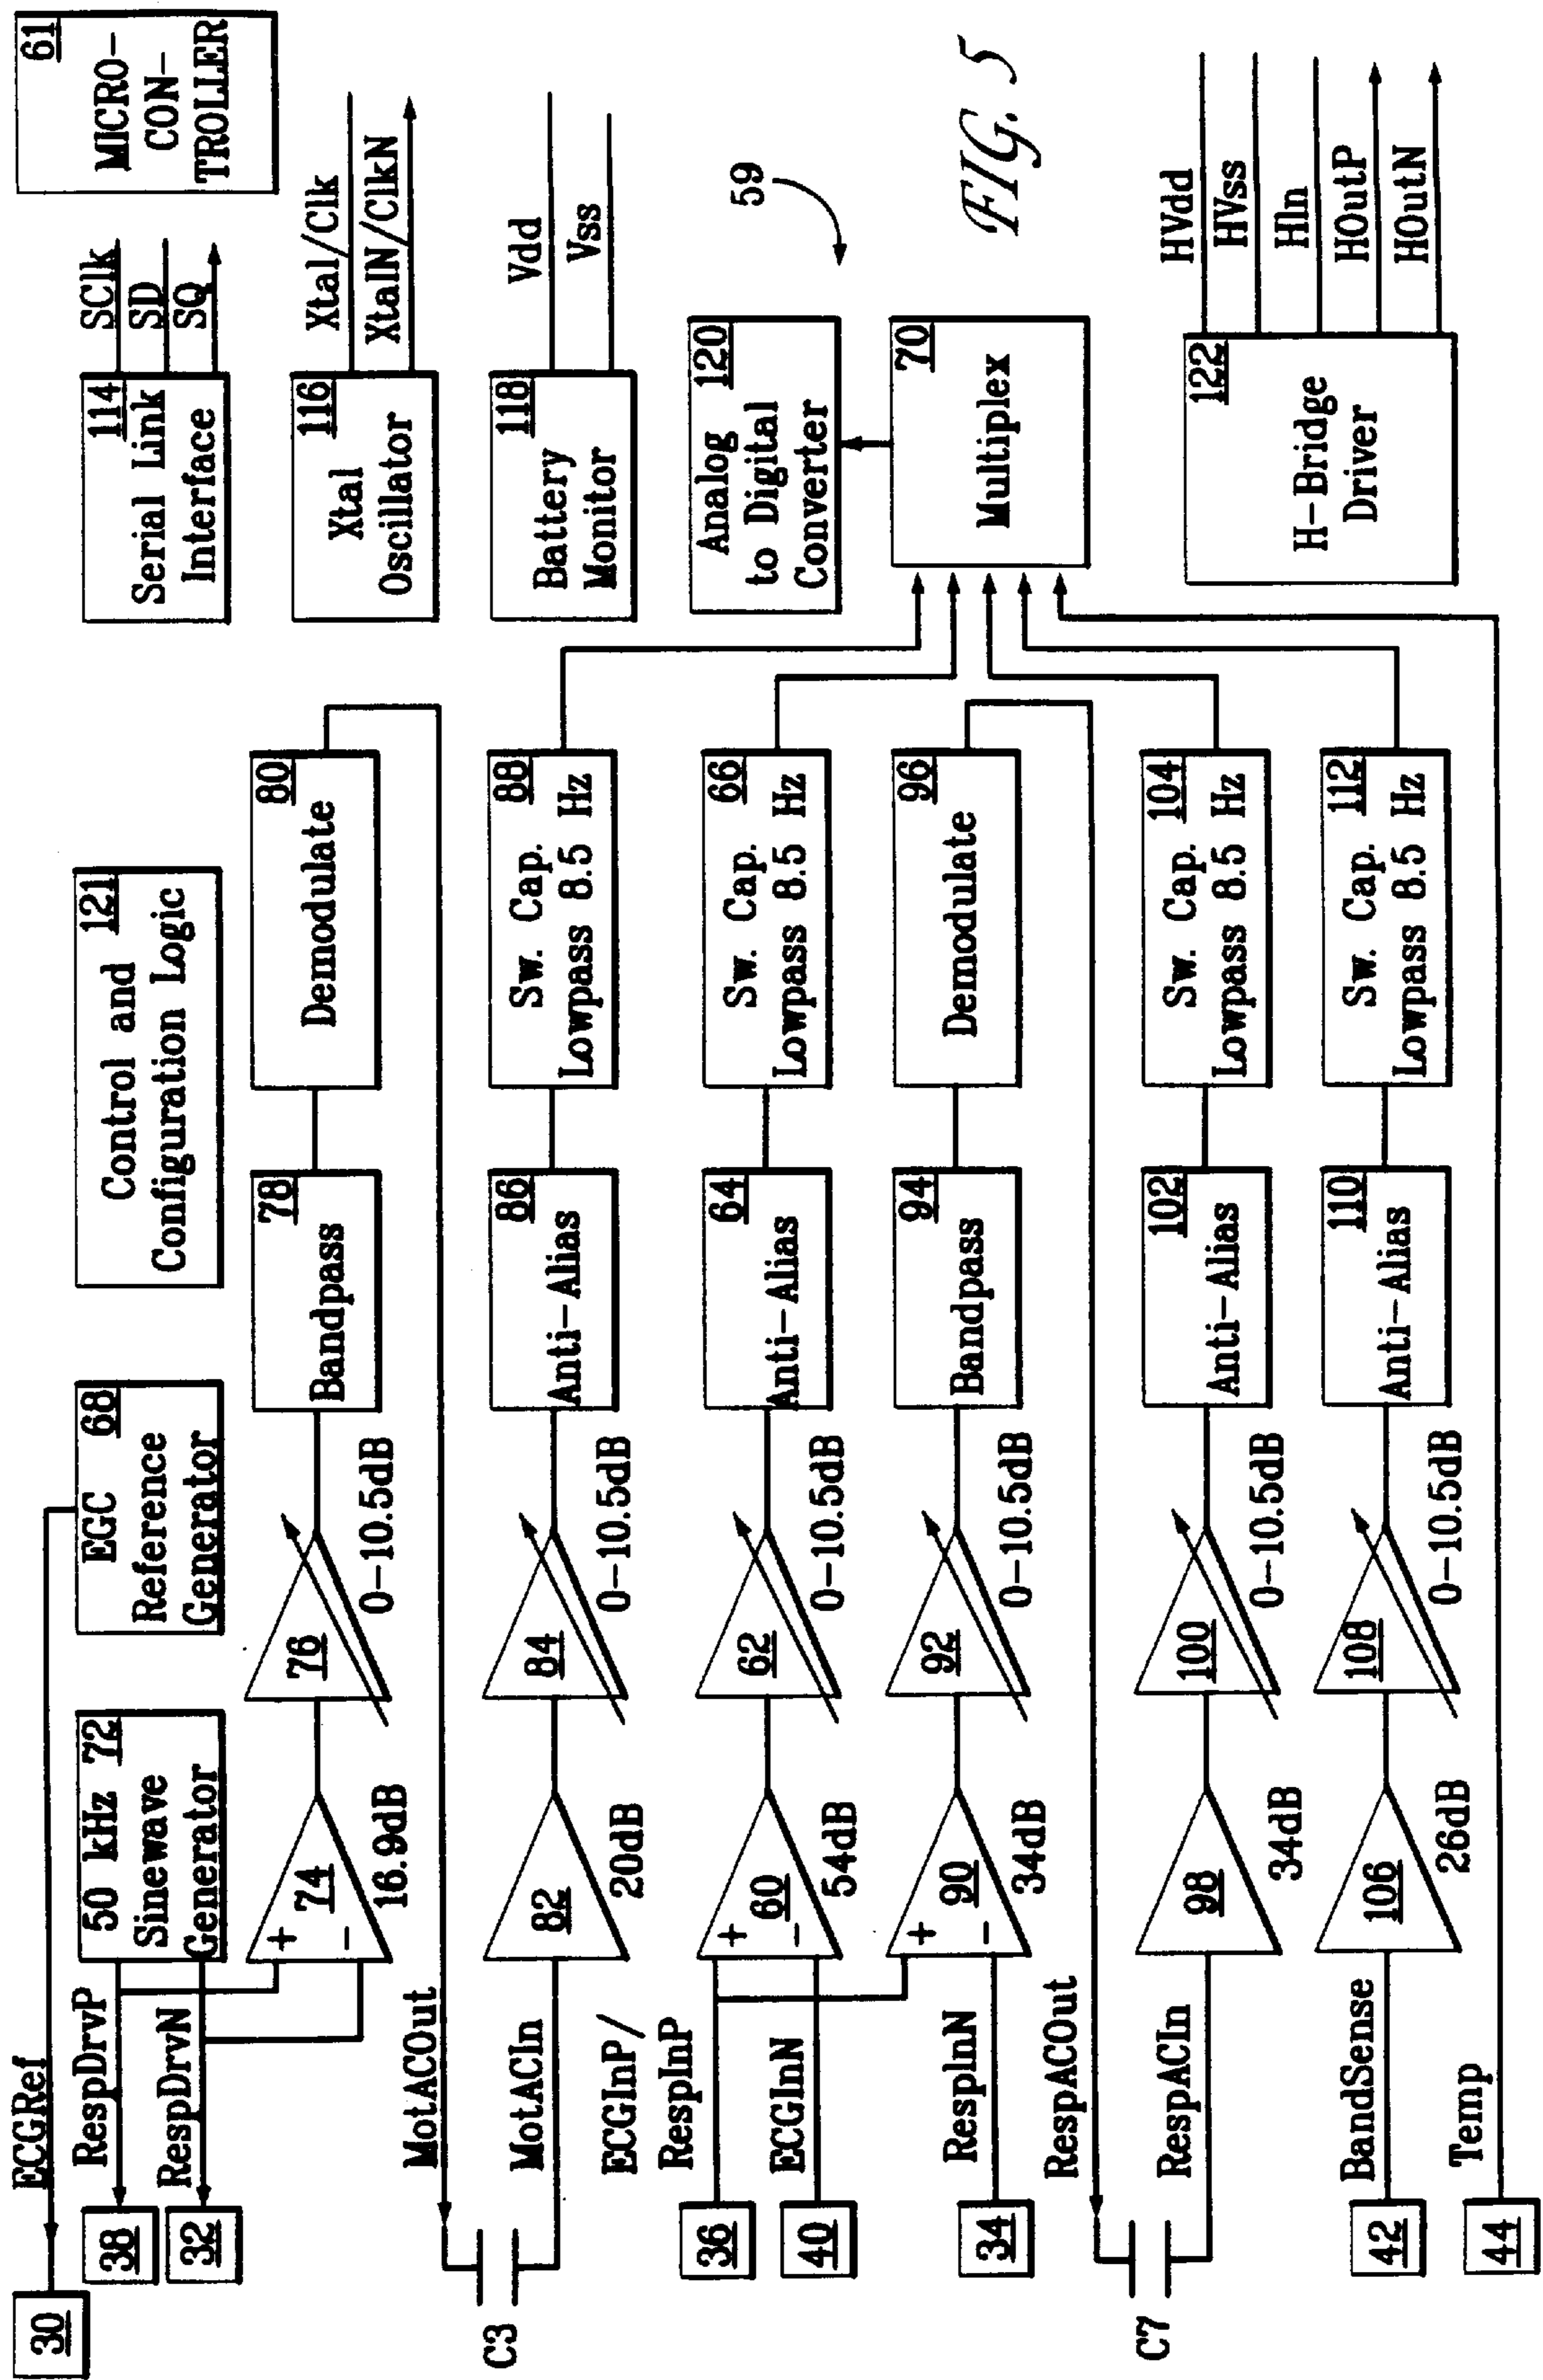 30
ECGRef
38
RespDrvP
32
RespDrvN
50 kHz 72
Sinewave
Generator
EGC 68
Reference
Generator
121
Control and
Configuration Logic
114
Serial Link
Interface
SClk
SD
SQ
61
MICRO-
CON-
TROLLER
+
-
74
16.9dB
76
0-10.5dB
78
Bandpass
80
Demodulate
116
Xtal
Oscillator
Xtal/Clk
XtalN/ClkN
MotACOut
C3
MotACIn
82
20dB
84
0-10.5dB
86
Anti-Alias
88
Sw. Cap.
Lowpass 8.5 Hz
118
Battery
Monitor
Vdd
Vss
ECGInP/
RespInP
36
40
ECGInN
+
-
60
54dB
62
0-10.5dB
64
Anti-Alias
66
Sw. Cap.
Lowpass 8.5 Hz
120
Analog
to Digital
Converter
59
34
RespInN
+
-
90
34dB
92
0-10.5dB
94
Bandpass
96
Demodulate
70
Multiplex
FIG. 5
RespACOut
C7
RespACIn
98
34dB
100
0-10.5dB
102
Anti-Alias
104
Sw. Cap.
Lowpass 8.5 Hz
122
H-Bridge
Driver
HVdd
HVss
HIn
HOutP
HOutN
42
BandSense
106
26dB
108
0-10.5dB
110
Anti-Alias
112
Sw. Cap.
Lowpass 8.5 Hz
44
Temp